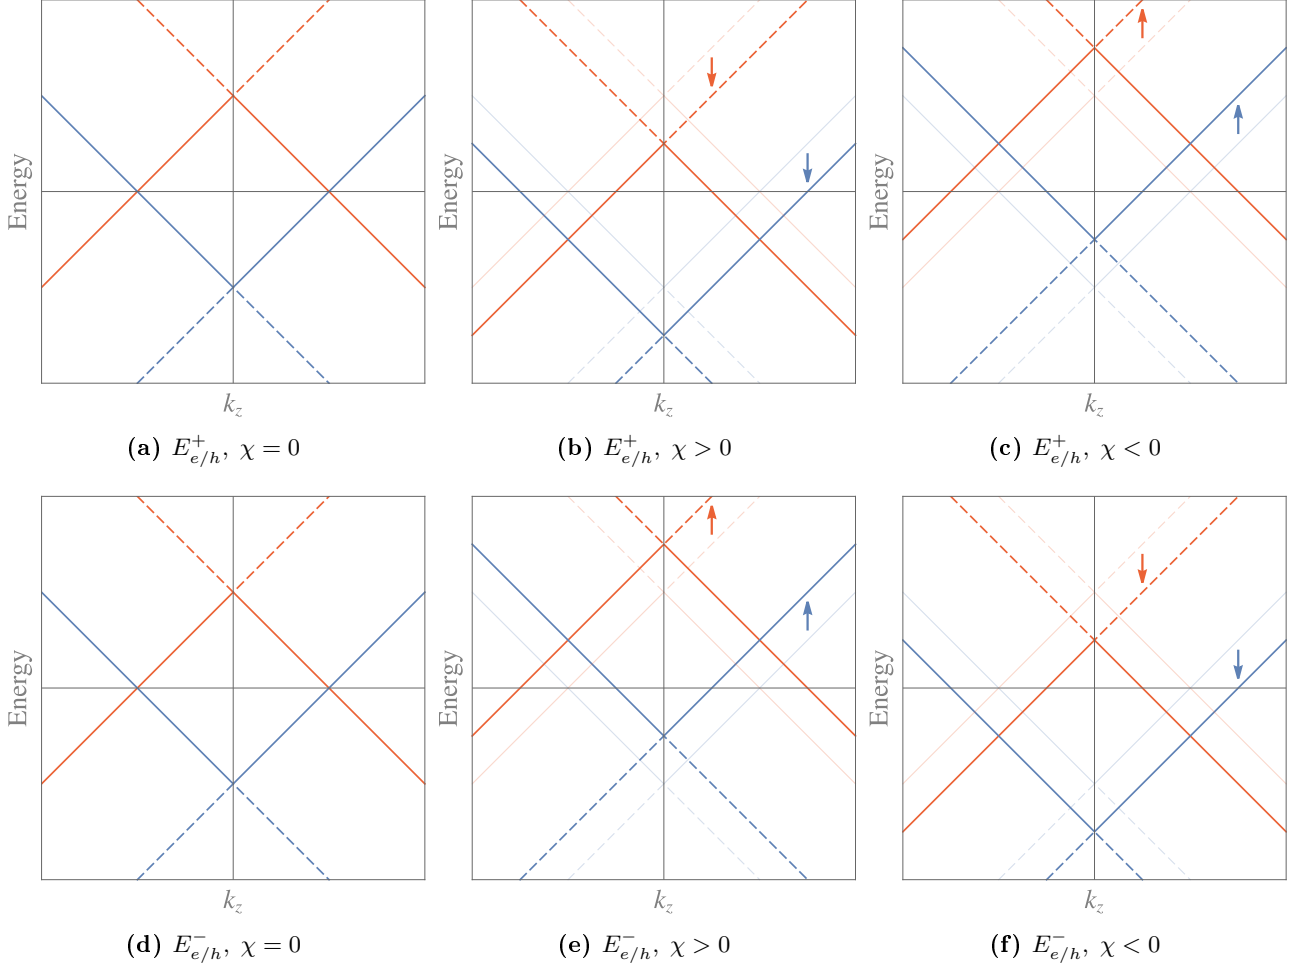 Energy Energy Energy
k_z k_z k_z
(a) E^+_{e/h}, χ = 0 (b) E^+_{e/h}, χ > 0 (c) E^+_{e/h}, χ < 0
Energy Energy Energy
k_z k_z k_z
(d) E^-_{e/h}, χ = 0 (e) E^-_{e/h}, χ > 0 (f) E^-_{e/h}, χ < 0